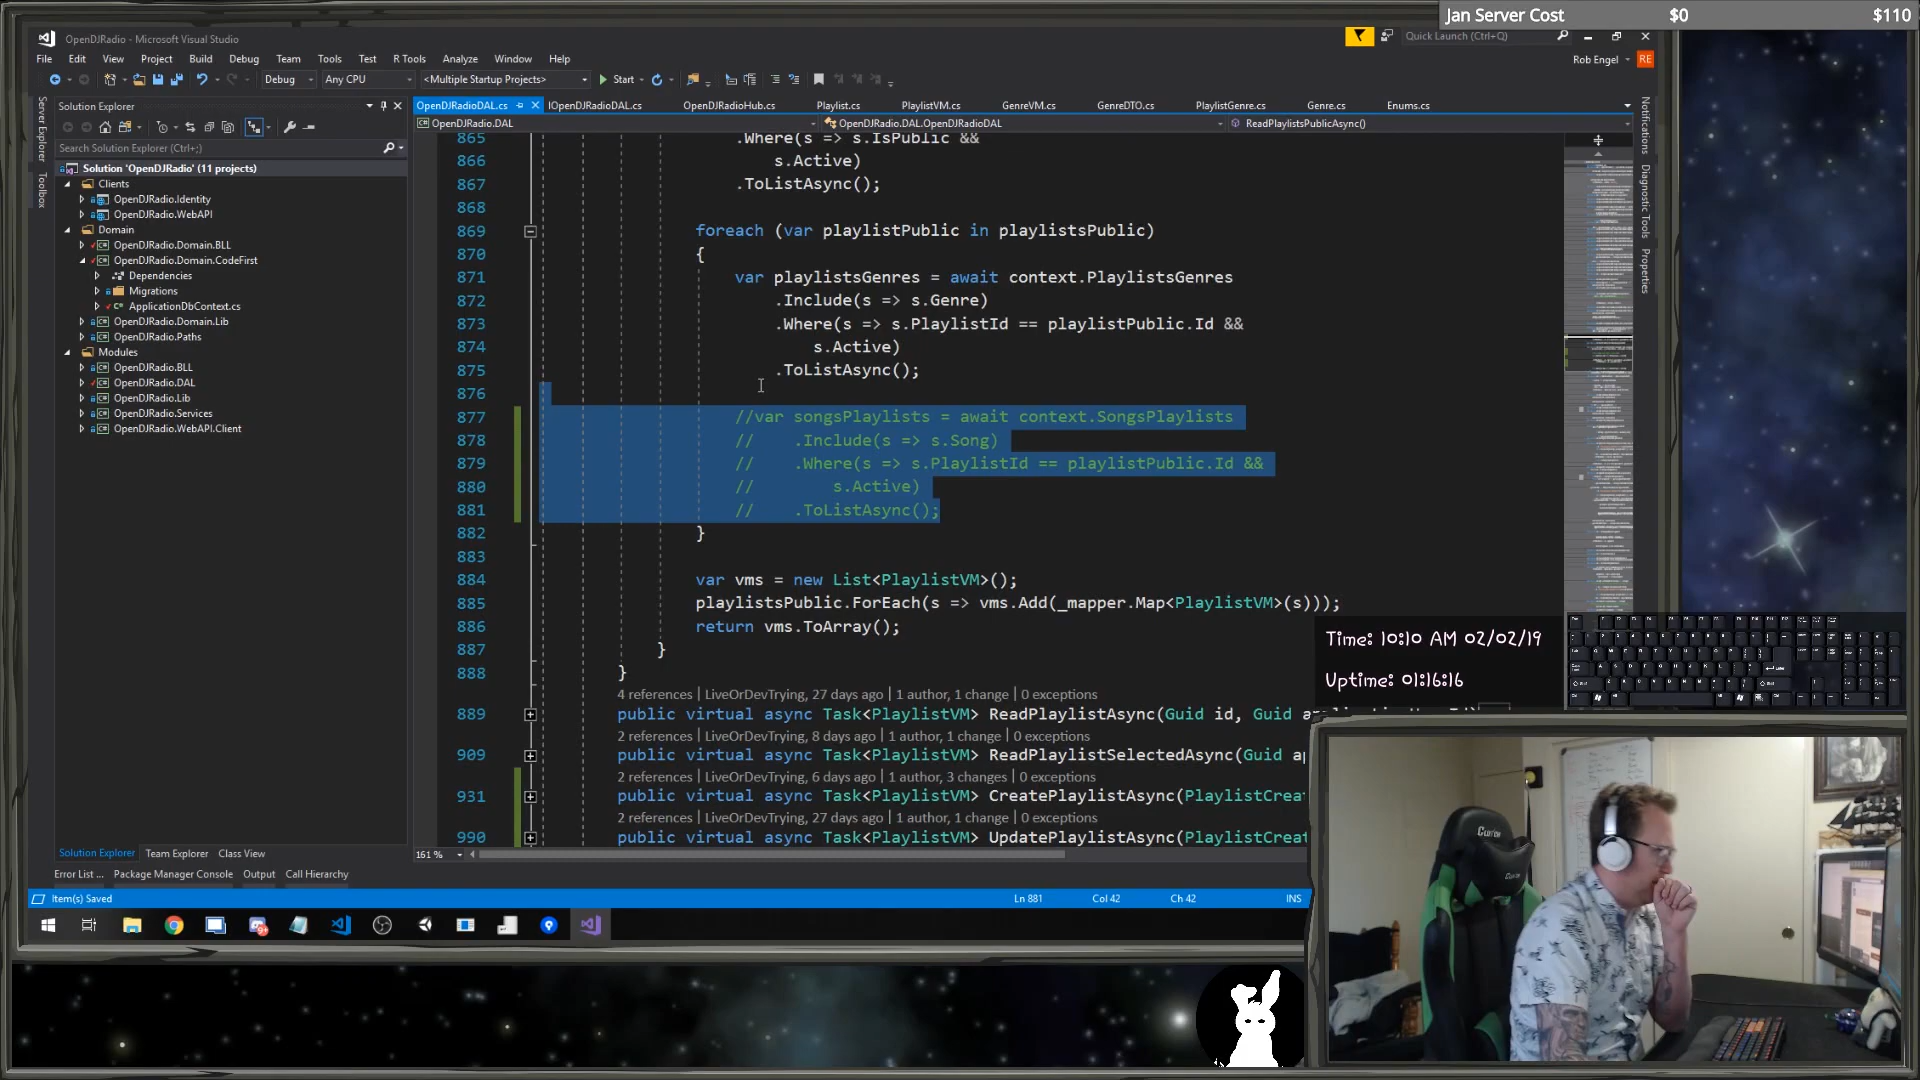 Jan Server Cost $0 $110
OpenDJRadio - Microsoft Visual Studio
Quick Launch (Ctrl+Q)
File Edit View Project Build Debug Team Tools Test R Tools Analyze Window Help
Rob Engel RE
Debug Any CPU <Multiple Startup Projects> Start
Server Explorer
Toolbox
Solution Explorer
Search Solution Explorer (Ctrl+;)
Solution 'OpenDJRadio' (11 projects)
Clients
OpenDJRadio.Identity
OpenDJRadio.WebAPI
Domain
OpenDJRadio.Domain.BLL
OpenDJRadio.Domain.CodeFirst
Dependencies
Migrations
ApplicationDbContext.cs
OpenDJRadio.Domain.Lib
OpenDJRadio.Paths
Modules
OpenDJRadio.BLL
OpenDJRadio.DAL
OpenDJRadio.Lib
OpenDJRadio.Services
OpenDJRadio.WebAPI.Client
OpenDJRadioDAL.cs IOpenDJRadioDAL.cs OpenDJRadioHub.cs Playlist.cs PlaylistVM.cs GenreVM.cs GenreDTO.cs PlaylistGenre.cs Genre.cs Enums.cs
OpenDJRadio.DAL OpenDJRadio.DAL.OpenDJRadioDAL ReadPlaylistsPublicAsync()
865 .Where(s => s.IsPublic &&
866 s.Active)
867 .ToListAsync();
868
869 foreach (var playlistPublic in playlistsPublic)
870 {
871 var playlistsGenres = await context.PlaylistsGenres
872 .Include(s => s.Genre)
873 .Where(s => s.PlaylistId == playlistPublic.Id &&
874 s.Active)
875 .ToListAsync();
876
877 //var songsPlaylists = await context.SongsPlaylists
878 // .Include(s => s.Song)
879 // .Where(s => s.PlaylistId == playlistPublic.Id &&
880 // s.Active)
881 // .ToListAsync();
882 }
883
884 var vms = new List<PlaylistVM>();
885 playlistsPublic.ForEach(s => vms.Add(_mapper.Map<PlaylistVM>(s)));
886 return vms.ToArray();
887 }
888 }
4 references | LiveOrDevTrying, 27 days ago | 1 author, 1 change | 0 exceptions
889 public virtual async Task<PlaylistVM> ReadPlaylistAsync(Guid id, Guid
2 references | LiveOrDevTrying, 8 days ago | 1 author, 1 change | 0 exceptions
909 public virtual async Task<PlaylistVM> ReadPlaylistSelectedAsync(Guid ap
2 references | LiveOrDevTrying, 6 days ago | 1 author, 3 changes | 0 exceptions
931 public virtual async Task<PlaylistVM> CreatePlaylistAsync(PlaylistCreat
2 references | LiveOrDevTrying, 27 days ago | 1 author, 1 change | 0 exceptions
990 public virtual async Task<PlaylistVM> UpdatePlaylistAsync(PlaylistCreat
161 %
Notifications
Diagnostic Tools
Properties
Time: 10:10 AM 02/02/19
Uptime: 01:16:16
Solution Explorer Team Explorer Class View
Error List ... Package Manager Console Output Call Hierarchy
Item(s) Saved Ln 881 Col 42 Ch 42 INS